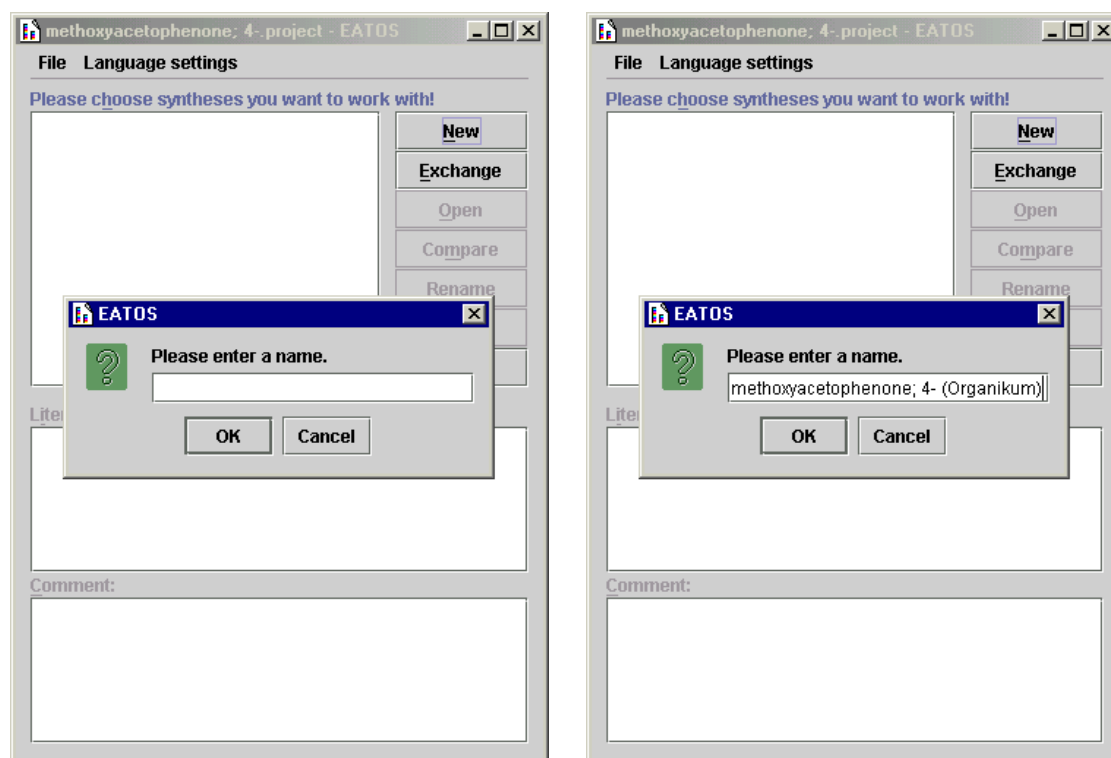 methoxyacetophenone; 4-.project - EATOS
File Language settings
Please choose syntheses you want to work with!
New
Exchange
Open
Compare
Rename
EATOS
Please enter a name.
OK Cancel
Comment:
methoxyacetophenone; 4-.project - EATOS
File Language settings
Please choose syntheses you want to work with!
New
Exchange
Open
Compare
Rename
EATOS
Please enter a name.
methoxyacetophenone; 4- (Organikum)
OK Cancel
Comment: